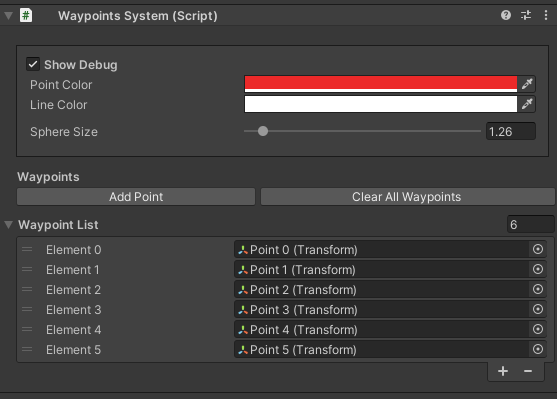 Waypoints System (Script)
Show Debug
Point Color
Line Color
Sphere Size 1.26
Waypoints
Add Point Clear All Waypoints
Waypoint List 6
Element 0 Point 0 (Transform)
Element 1 Point 1 (Transform)
Element 2 Point 2 (Transform)
Element 3 Point 3 (Transform)
Element 4 Point 4 (Transform)
Element 5 Point 5 (Transform)